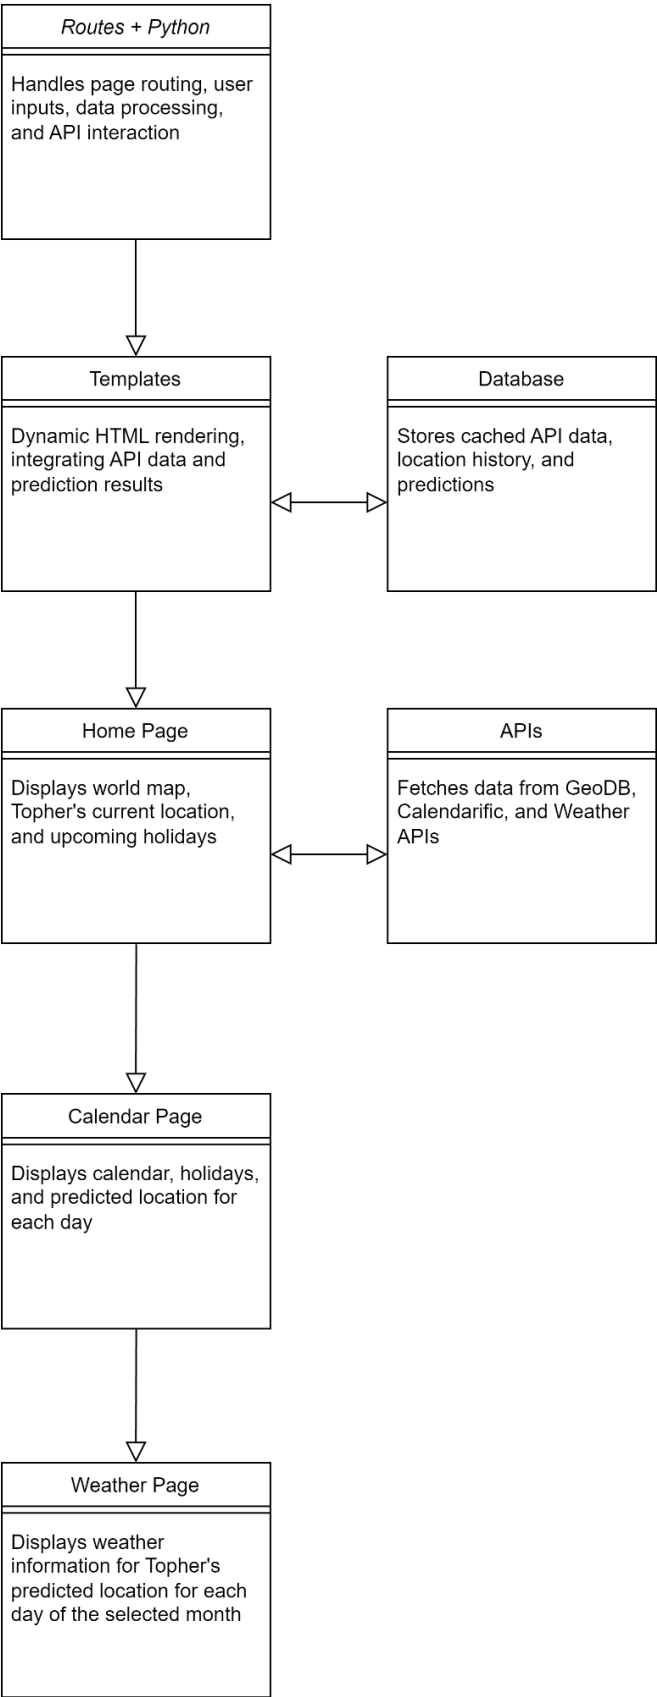 Routes + Python
Handles page routing, user
inputs, data processing,
and API interaction
Templates
Dynamic HTML rendering,
integrating API data and
prediction results
Database
Stores cached API data,
location history, and
predictions
Home Page
Displays world map,
Topher's current location,
and upcoming holidays
APIs
Fetches data from GeoDB,
Calendarific, and Weather
APIs
Calendar Page
Displays calendar, holidays,
and predicted location for
each day
Weather Page
Displays weather
information for Topher's
predicted location for each
day of the selected month